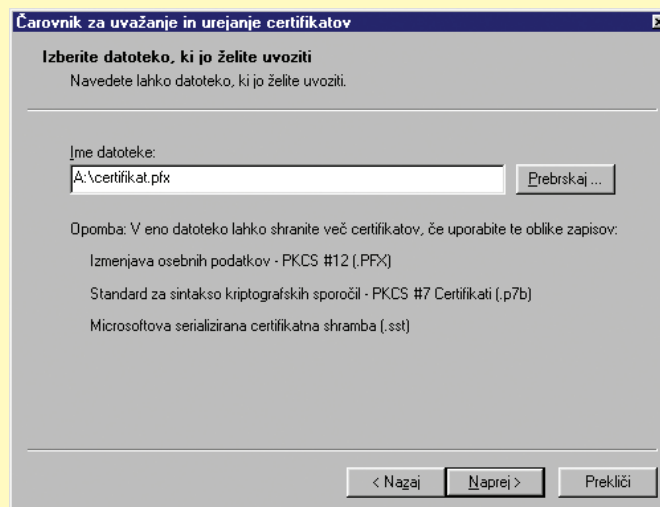 Čarovnik za uvažanje in urejanje certifikatov
Izberite datoteko, ki jo želite uvoziti
Navedete lahko datoteko, ki jo želite uvoziti.
Ime datoteke:
A:\certifikat.pfx
Prebrskaj ...
Opomba: V eno datoteko lahko shranite več certifikatov, če uporabite te oblike zapisov:
Izmenjava osebnih podatkov - PKCS #12 (.PFX)
Standard za sintakso kriptografskih sporočil - PKCS #7 Certifikati (.p7b)
Microsoftova serializirana certifikatna shramba (.sst)
< Nazaj
Naprej >
Prekliči